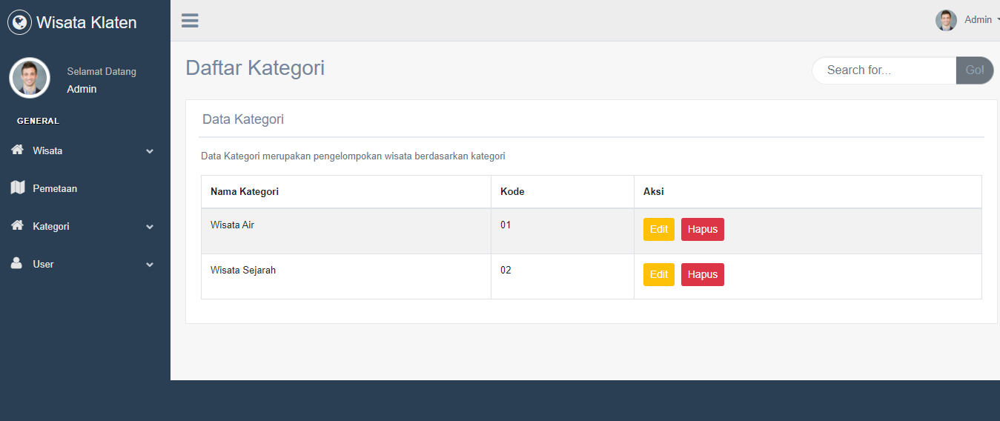 Wisata Klaten
Admin
Selamat Datang
Admin
GENERAL
Wisata
Pemetaan
Kategori
User
Daftar Kategori
Search for...
Go!
Data Kategori
Data Kategori merupakan pengelompokan wisata berdasarkan kategori
Nama Kategori Kode Aksi
Wisata Air 01 Edit Hapus
Wisata Sejarah 02 Edit Hapus